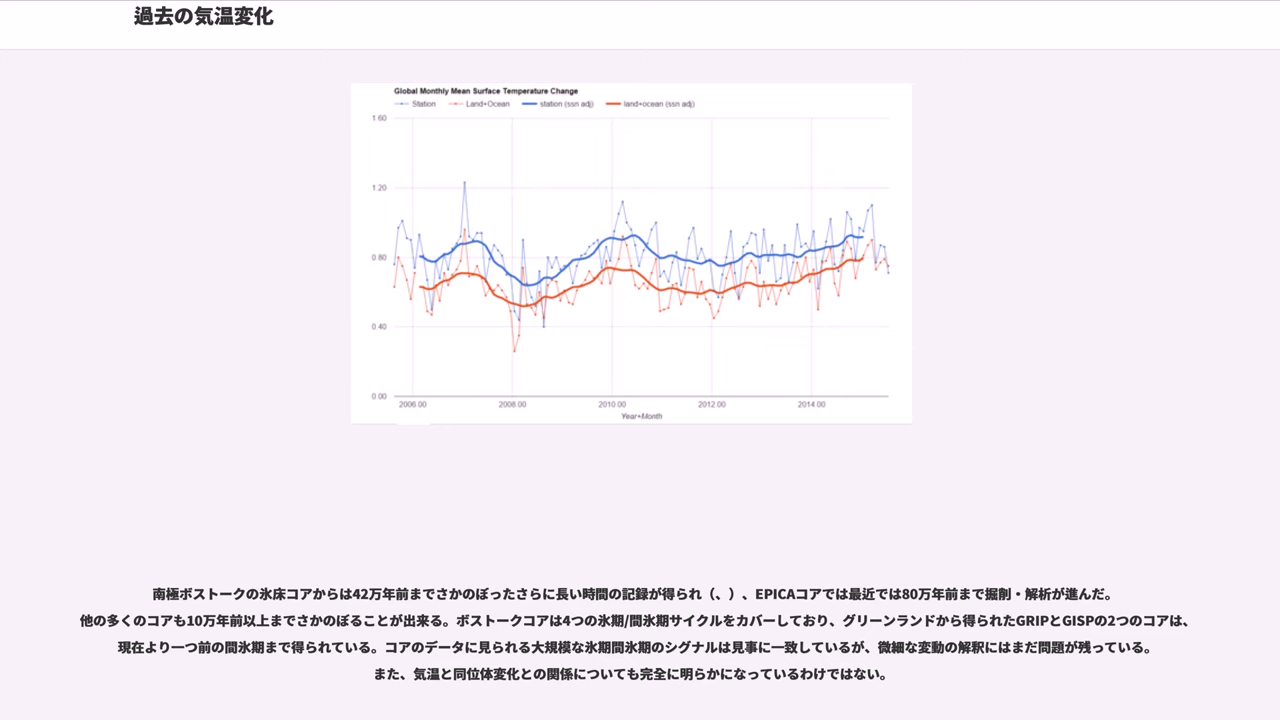 過去の気温変化
Global Monthly Mean Surface Temperature Change
Station Land+Ocean station (ssn adj) land+ocean (ssn adj)
1.60
1.20
0.80
0.40
0.00
2006.00 2008.00 2010.00 2012.00 2014.00
Year+Month
南極ボストークの氷床コアからは42万年前までさかのぼったさらに長い時間の記録が得られ（、）、EPICAコアでは最近では80万年前まで掘削・解析が進んだ。
他の多くのコアも10万年前以上までさかのぼることが出来る。ボストークコアは4つの氷期/間氷期サイクルをカバーしており、グリーンランドから得られたGRIPとGISPの2つのコアは、
現在より一つ前の間氷期まで得られている。コアのデータに見られる大規模な氷期間氷期のシグナルは見事に一致しているが、微細な変動の解釈にはまだ問題が残っている。
また、気温と同位体変化との関係についても完全に明らかになっているわけではない。